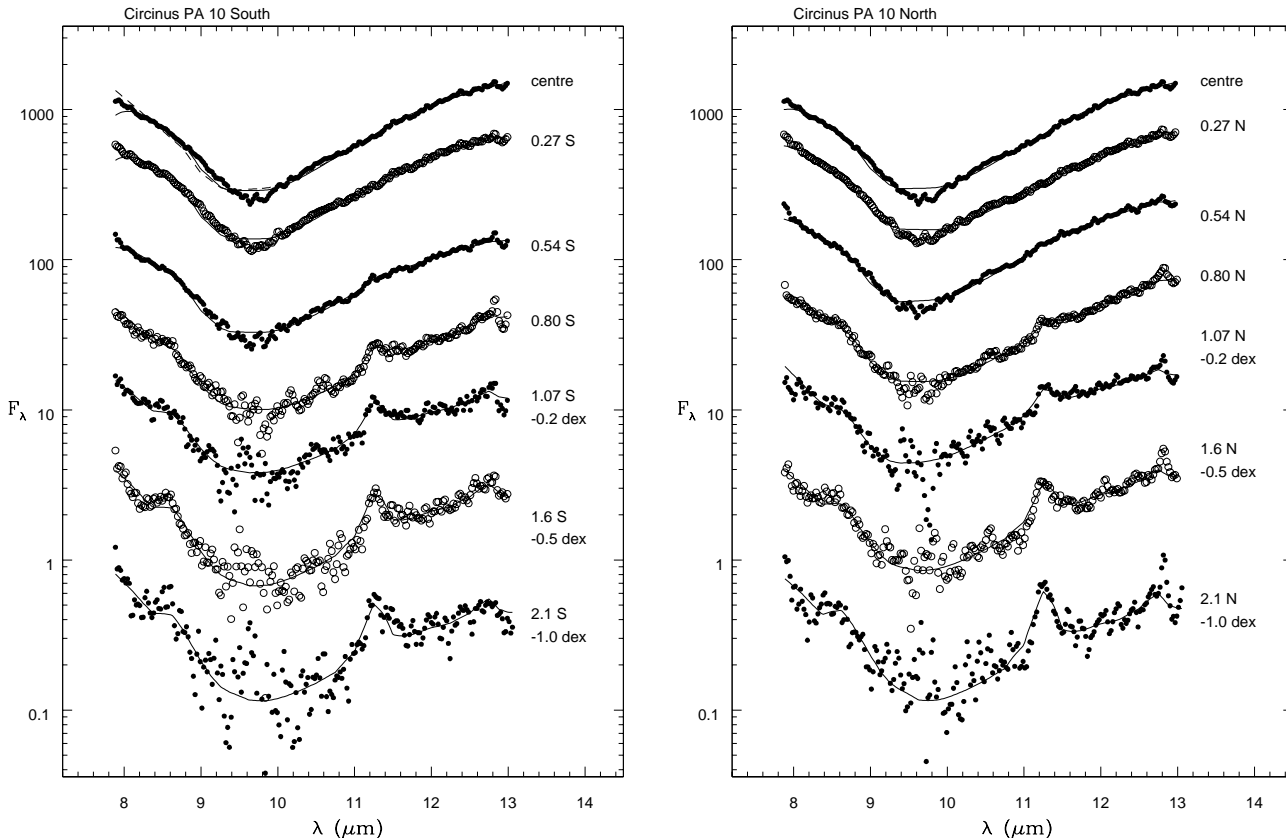 Circinus PA 10 South
1000
100
10
1
0.1
F_λ
centre
0.27 S
0.54 S
0.80 S
1.07 S
-0.2 dex
1.6 S
-0.5 dex
2.1 S
-1.0 dex
8 9 10 11 12 13 14
λ (μm)
Circinus PA 10 North
1000
100
10
1
0.1
F_λ
centre
0.27 N
0.54 N
0.80 N
1.07 N
-0.2 dex
1.6 N
-0.5 dex
2.1 N
-1.0 dex
8 9 10 11 12 13 14
λ (μm)